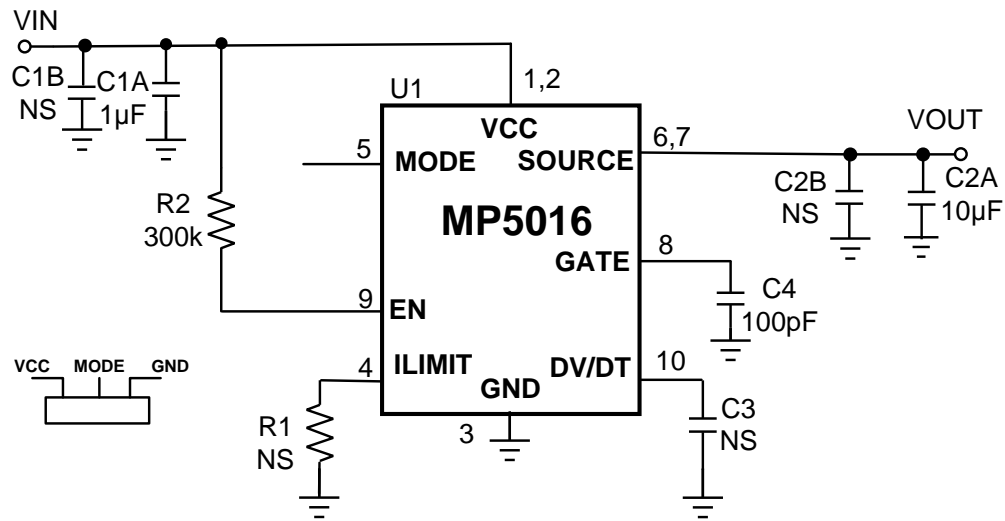 VIN
C1B
NS
C1A
1µF
U1
1,2
VCC
5
MODE
SOURCE
6,7
VOUT
R2
300k
MP5016
C2B
NS
C2A
10µF
GATE
8
C4
100pF
9
EN
VCC
MODE
GND
4
ILIMIT
GND
DV/DT
10
R1
NS
3
C3
NS